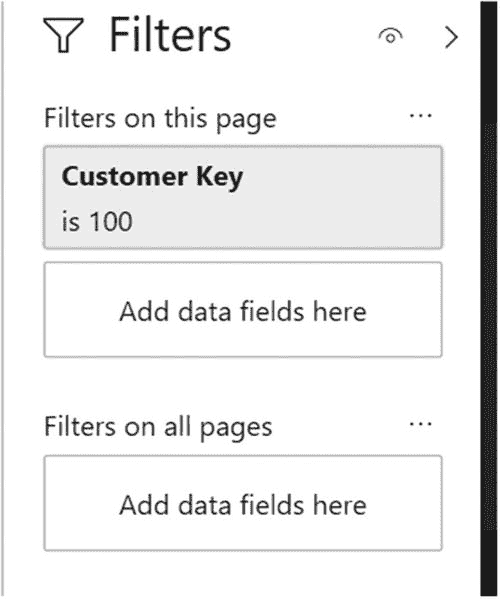 Filters
Filters on this page
Customer Key
is 100
Add data fields here
Filters on all pages
Add data fields here